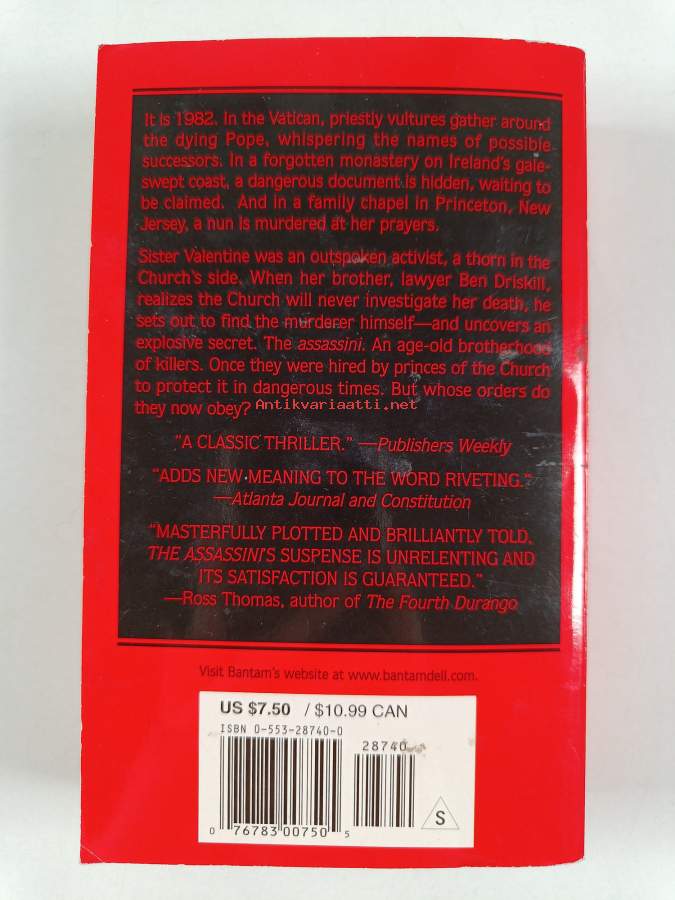 It is 1982. In the Vatican, priestly vultures gather around
the dying Pope, whispering the names of possible
successors. In a forgotten monastery on Ireland's gale-
swept coast, a dangerous document is hidden, waiting to
be claimed. And in a family chapel in Princeton, New
Jersey, a nun is murdered at her prayers.
Sister Valentine was an outspoken activist, a thorn in the
Church's side. When her brother, lawyer Ben Driskill,
realizes the Church will never investigate her death, he
sets out to find the murderer himself—and uncovers an
explosive secret. The assassini. An age-old brotherhood
of killers. Once they were hired by princes of the Church
to protect it in dangerous times. But whose orders do
they now obey?
Antikvariaatti.net
"A CLASSIC THRILLER." —Publishers Weekly
"ADDS NEW MEANING TO THE WORD RIVETING."
—Atlanta Journal and Constitution
"MASTERFULLY PLOTTED AND BRILLIANTLY TOLD,
THE ASSASSINI'S SUSPENSE IS UNRELENTING AND
ITS SATISFACTION IS GUARANTEED."
—Ross Thomas, author of The Fourth Durango
Visit Bantam's website at www.bantamdell.com.
US $7.50 / $10.99 CAN
ISBN 0-553-28740-0
28740
S
0 76783 00750 5